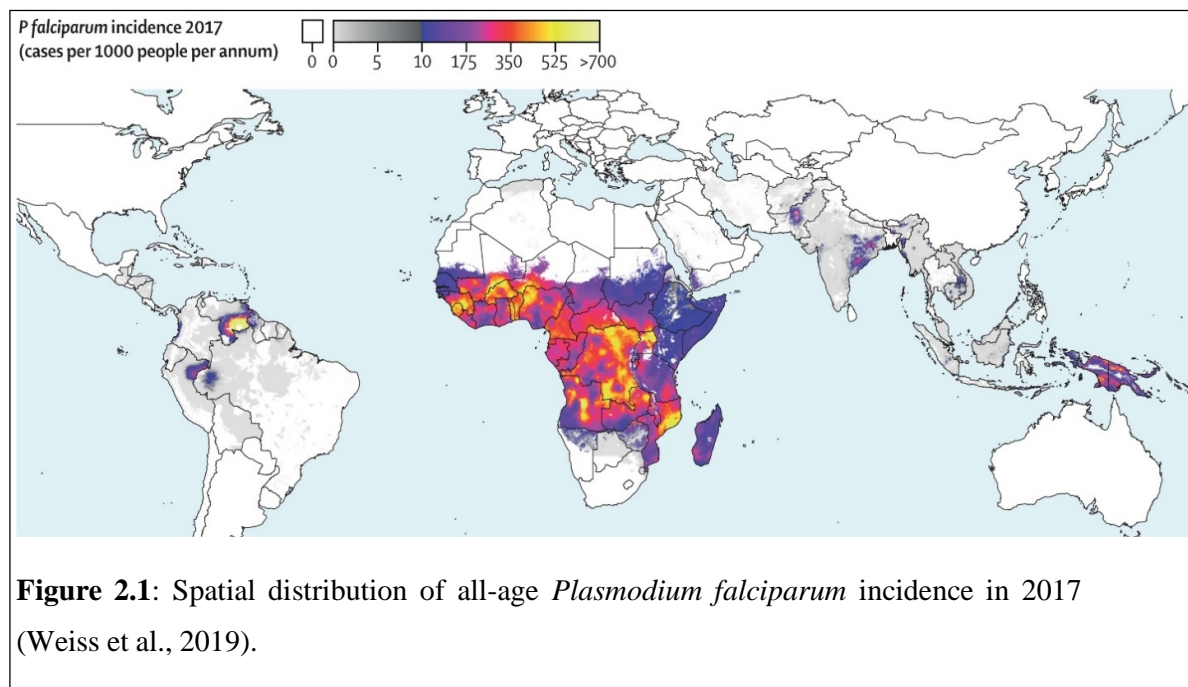 P falciparum incidence 2017
(cases per 1000 people per annum)
0 0 5 10 175 350 525 >700
Figure 2.1: Spatial distribution of all-age Plasmodium falciparum incidence in 2017
(Weiss et al., 2019).